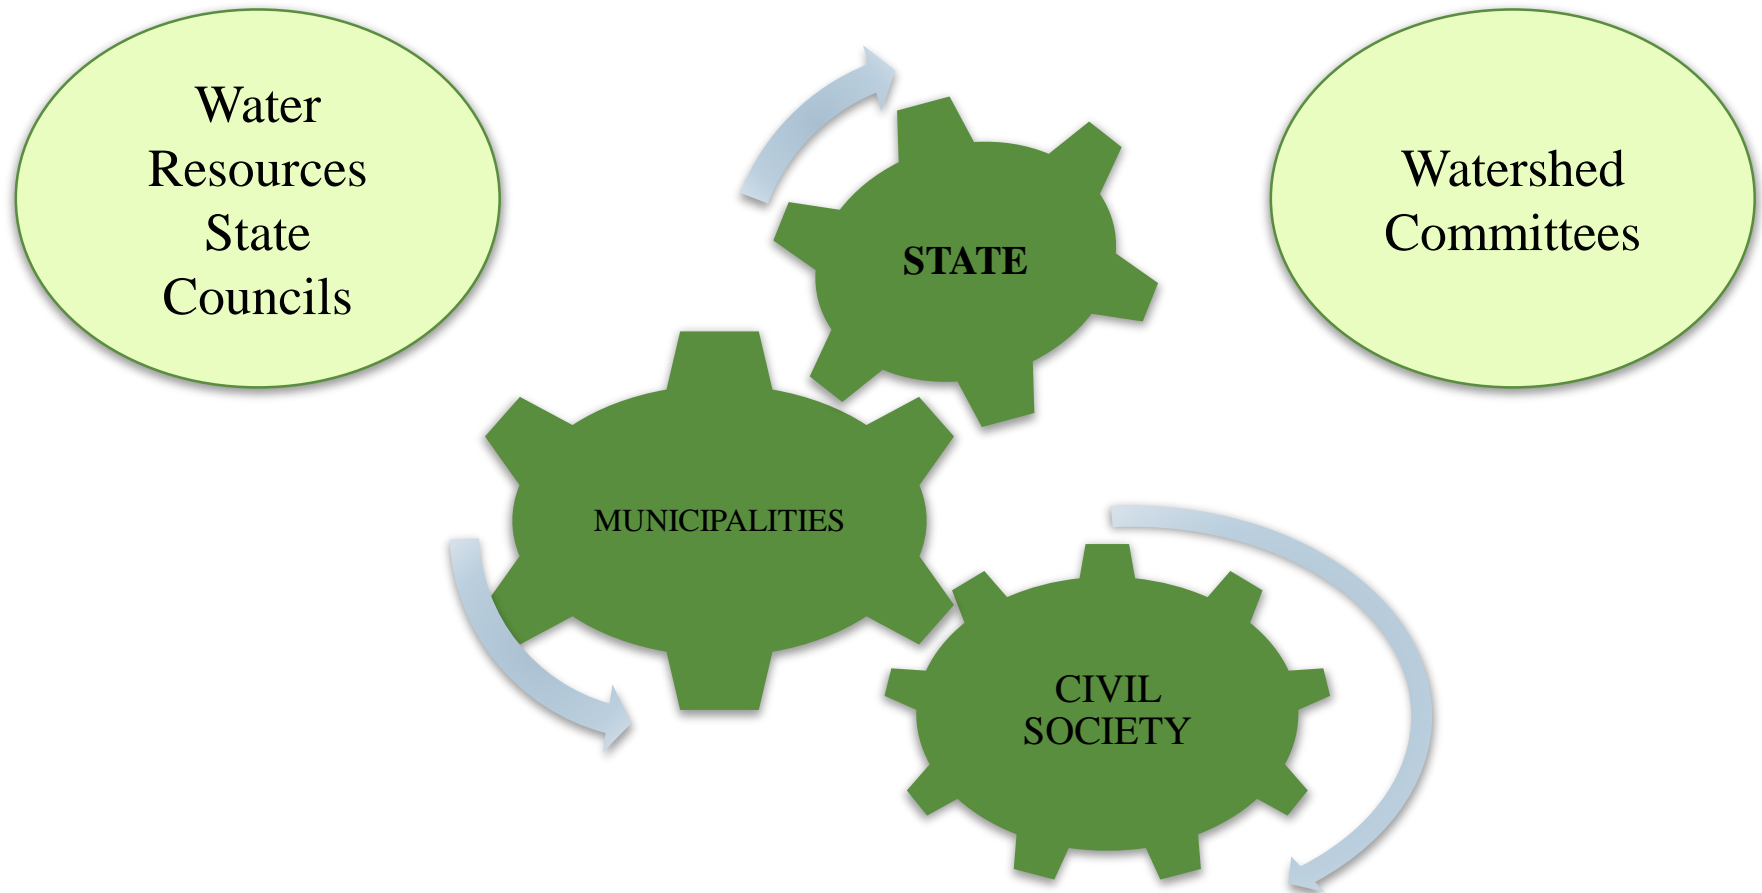 Water
Resources
State
Councils
Watershed
Committees
STATE
MUNICIPALITIES
CIVIL
SOCIETY